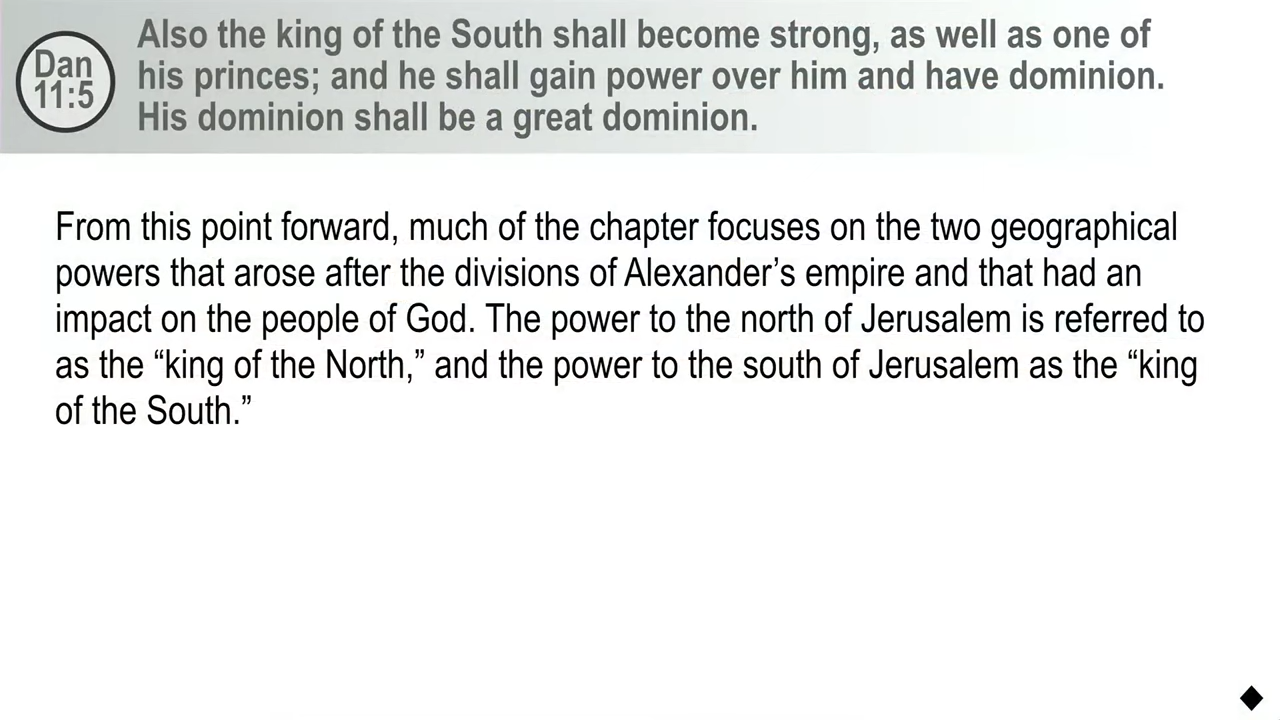 Dan
11:5
Also the king of the South shall become strong, as well as one of
his princes; and he shall gain power over him and have dominion.
His dominion shall be a great dominion.
From this point forward, much of the chapter focuses on the two geographical
powers that arose after the divisions of Alexander’s empire and that had an
impact on the people of God. The power to the north of Jerusalem is referred to
as the “king of the North,” and the power to the south of Jerusalem as the “king
of the South.”